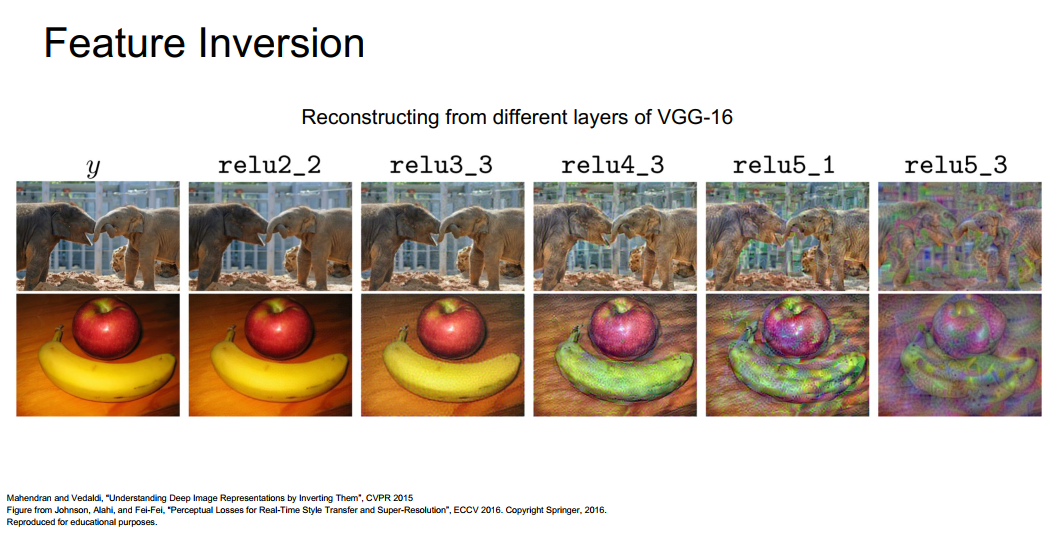 Feature Inversion
Reconstructing from different layers of VGG-16
y relu2_2 relu3_3 relu4_3 relu5_1 relu5_3
Mahendran and Vedaldi, "Understanding Deep Image Representations by Inverting Them", CVPR 2015
Figure from Johnson, Alahi, and Fei-Fei, "Perceptual Losses for Real-Time Style Transfer and Super-Resolution", ECCV 2016. Copyright Springer, 2016.
Reproduced for educational purposes.